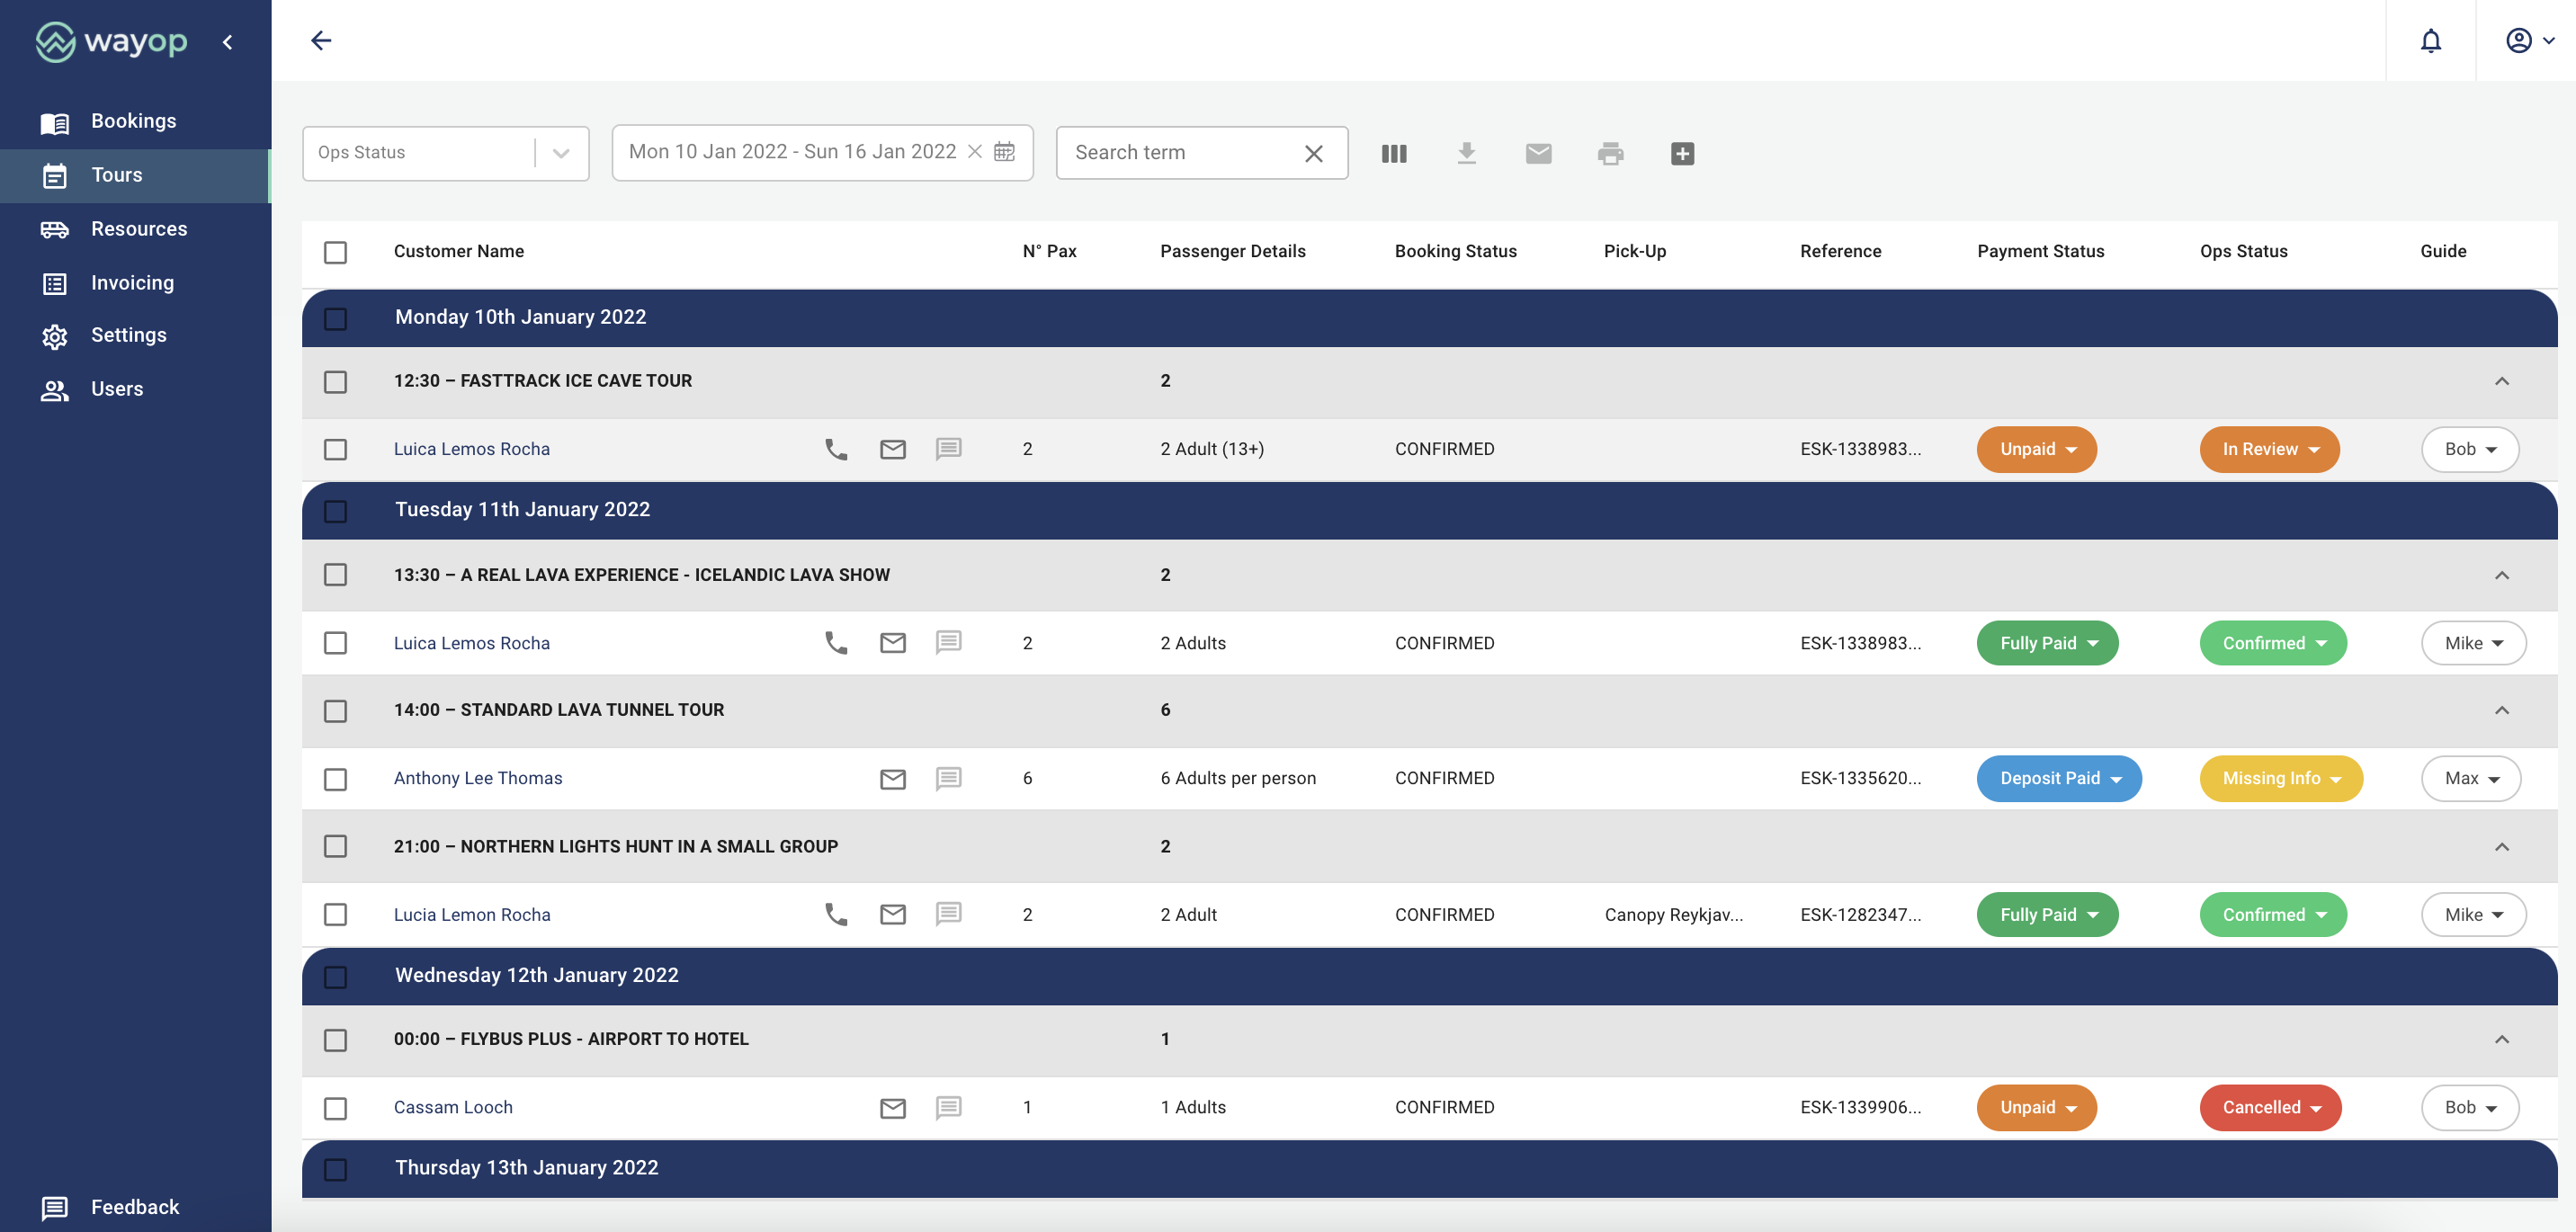 wayop
Bookings
Tours
Resources
Invoicing
Settings
Users
Feedback
Ops Status
Mon 10 Jan 2022 - Sun 16 Jan 2022
Search term
Customer Name N° Pax Passenger Details Booking Status Pick-Up Reference Payment Status Ops Status Guide
Monday 10th January 2022
12:30 – FASTTRACK ICE CAVE TOUR 2
Luica Lemos Rocha 2 2 Adult (13+) CONFIRMED ESK-1338983... Unpaid In Review Bob
Tuesday 11th January 2022
13:30 – A REAL LAVA EXPERIENCE - ICELANDIC LAVA SHOW 2
Luica Lemos Rocha 2 2 Adults CONFIRMED ESK-1338983... Fully Paid Confirmed Mike
14:00 – STANDARD LAVA TUNNEL TOUR 6
Anthony Lee Thomas 6 6 Adults per person CONFIRMED ESK-1335620... Deposit Paid Missing Info Max
21:00 – NORTHERN LIGHTS HUNT IN A SMALL GROUP 2
Lucia Lemon Rocha 2 2 Adult CONFIRMED Canopy Reykjav... ESK-1282347... Fully Paid Confirmed Mike
Wednesday 12th January 2022
00:00 – FLYBUS PLUS - AIRPORT TO HOTEL 1
Cassam Looch 1 1 Adults CONFIRMED ESK-1339906... Unpaid Cancelled Bob
Thursday 13th January 2022